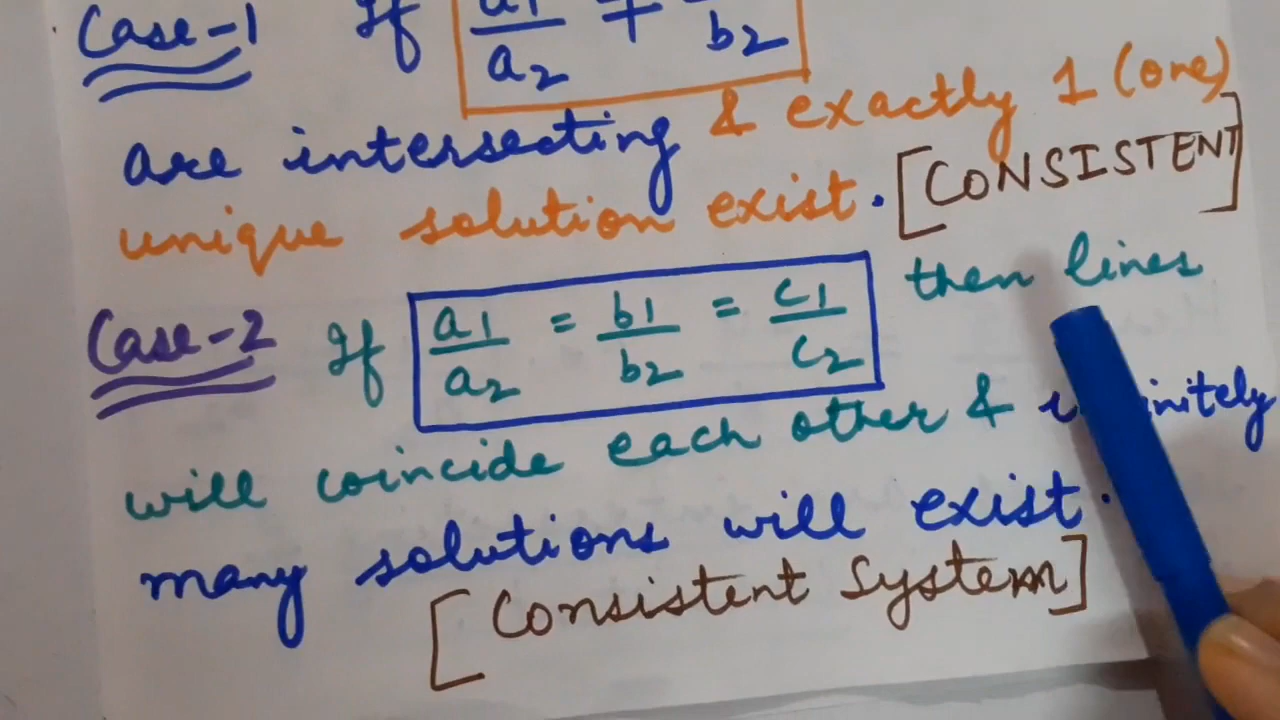 Case-1 If a1/a2 ≠ /b2
are intersecting & exactly 1 (one)
unique solution exist. [CONSISTENT]
Case-2 If a1/a2 = b1/b2 = c1/c2 then lines
will coincide each other &
many solutions will exist.
[Consistent System]